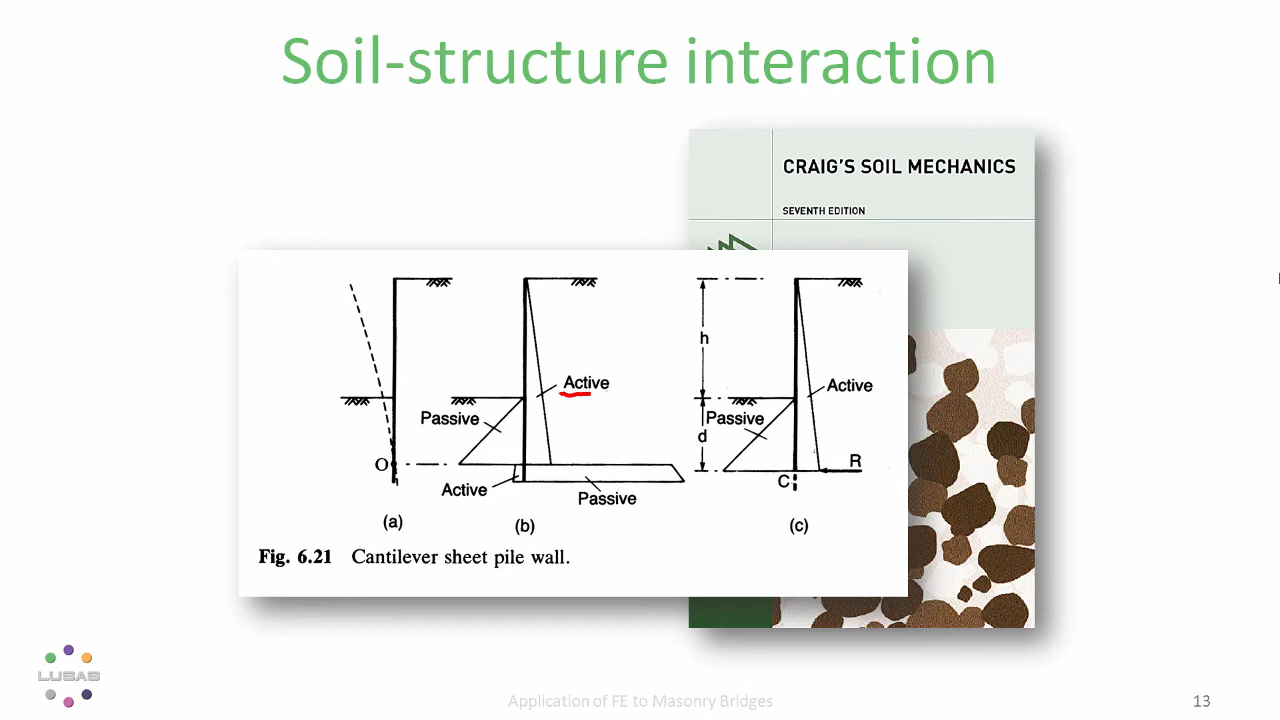 Soil-structure interaction
CRAIG'S SOIL MECHANICS
SEVENTH EDITION
h
Active
Active
Passive
Passive
d
O
R
Active
C
Passive
(a)
(b)
(c)
Fig. 6.21 Cantilever sheet pile wall.
LUSAS
Application of FE to Masonry Bridges
13